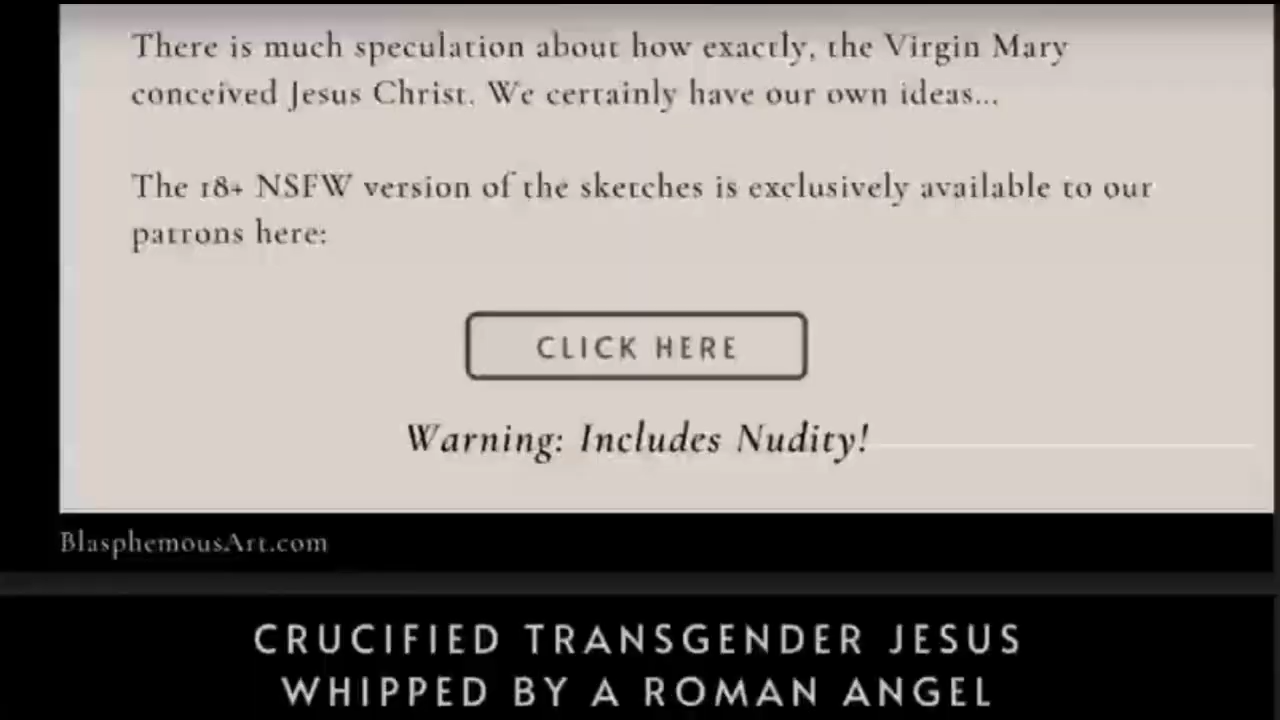 There is much speculation about how exactly, the Virgin Mary
conceived Jesus Christ. We certainly have our own ideas...
The 18+ NSFW version of the sketches is exclusively available to our
patrons here:
CLICK HERE
Warning: Includes Nudity!
BlasphemousArt.com
CRUCIFIED TRANSGENDER JESUS
WHIPPED BY A ROMAN ANGEL